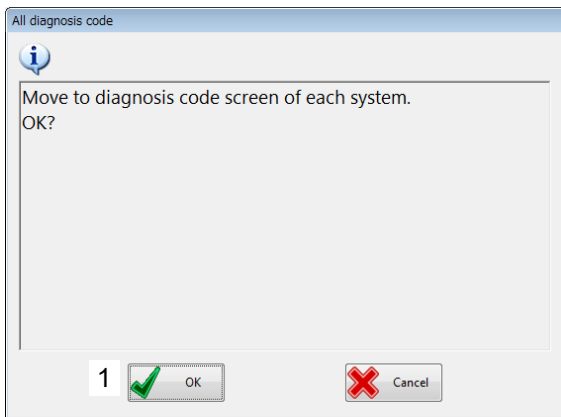 All diagnosis code
Move to diagnosis code screen of each system.
OK?
1 OK Cancel